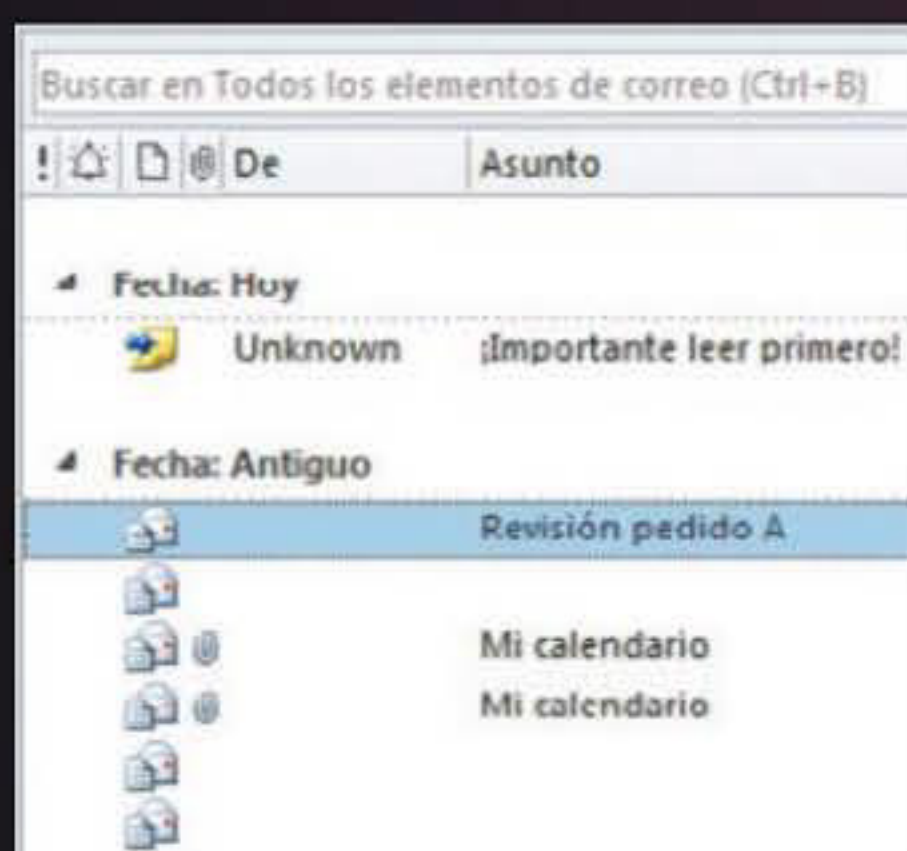 Buscar en Todos los elementos de correo (Ctrl+B)
! De Asunto
Fecha: Hoy
Unknown ¡Importante leer primero!
Fecha: Antiguo
Revisión pedido A
Mi calendario
Mi calendario